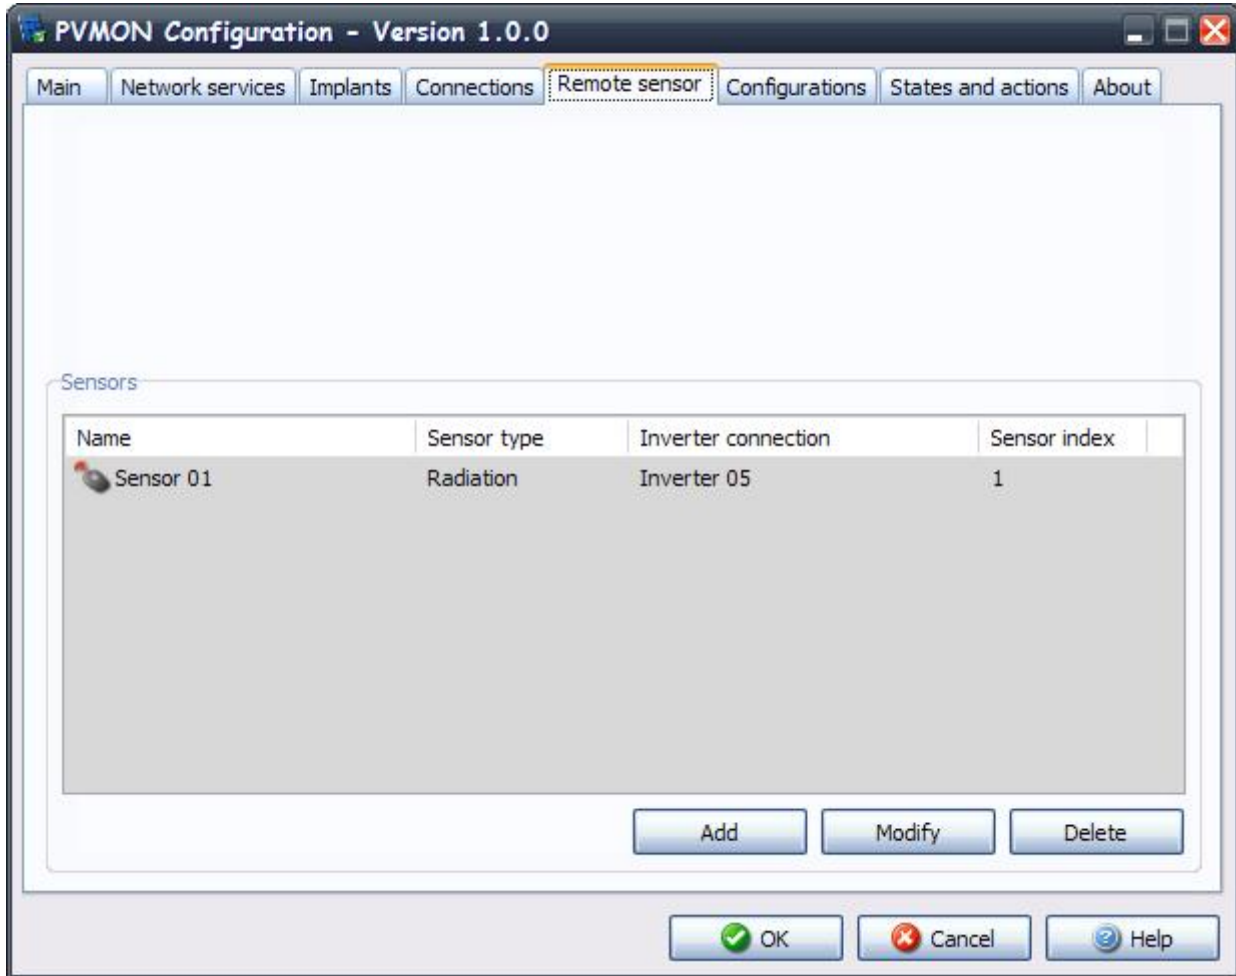 PVMON Configuration - Version 1.0.0
Main Network services Implants Connections Remote sensor Configurations States and actions About
Sensors
Name Sensor type Inverter connection Sensor index
Sensor 01 Radiation Inverter 05 1
Add Modify Delete
OK Cancel Help